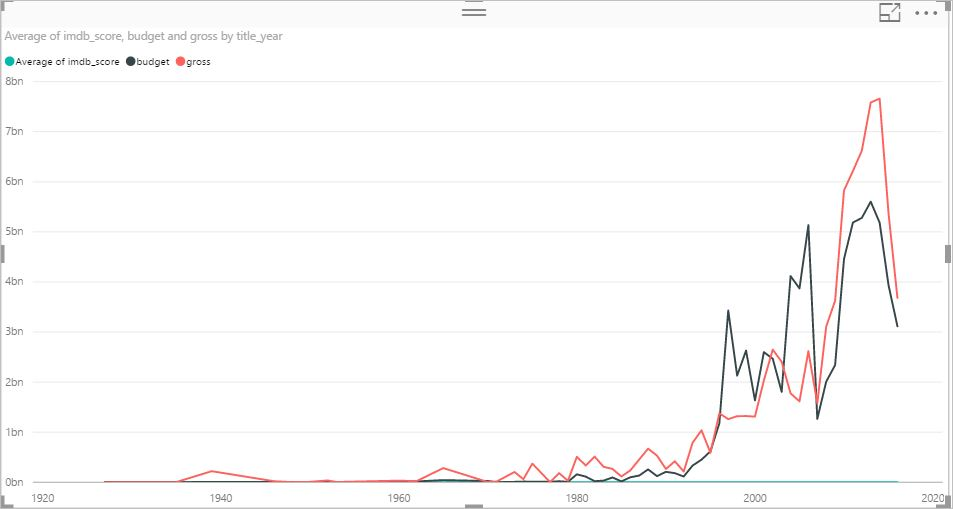 Average of imdb_score, budget and gross by title_year
Average of imdb_score budget gross
8bn
7bn
6bn
5bn
4bn
3bn
2bn
1bn
0bn
1920 1940 1960 1980 2000 2020